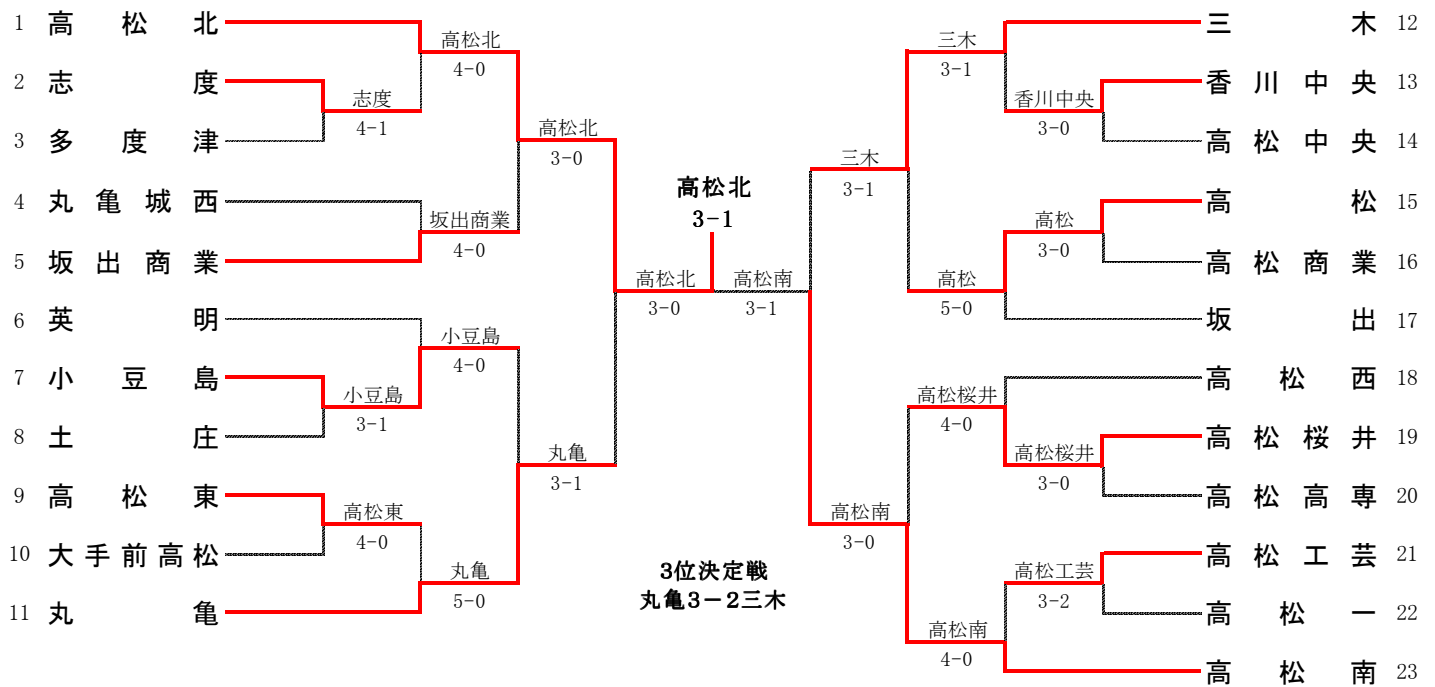 1 高松北
2 志度
3 多度津
4 丸亀城西
5 坂出商業
6 英明
7 小豆島
8 土庄
9 高松東
10 大手前高松
11 丸亀
志度
4-1
小豆島
3-1
高松東
4-0
高松北
4-0
坂出商業
4-0
小豆島
4-0
丸亀
5-0
高松北
3-0
丸亀
3-1
高松北
3-0
高松北
3-1
高松南
3-1
3位決定戦
丸亀3－2三木
三木
3-1
高松南
3-0
三木
3-1
高松
5-0
高松桜井
4-0
高松南
4-0
香川中央
3-0
高松
3-0
高松桜井
3-0
高松工芸
3-2
三木 12
香川中央 13
高松中央 14
高松 15
高松商業 16
坂出 17
高松西 18
高松桜井 19
高松高専 20
高松工芸 21
高松一 22
高松南 23